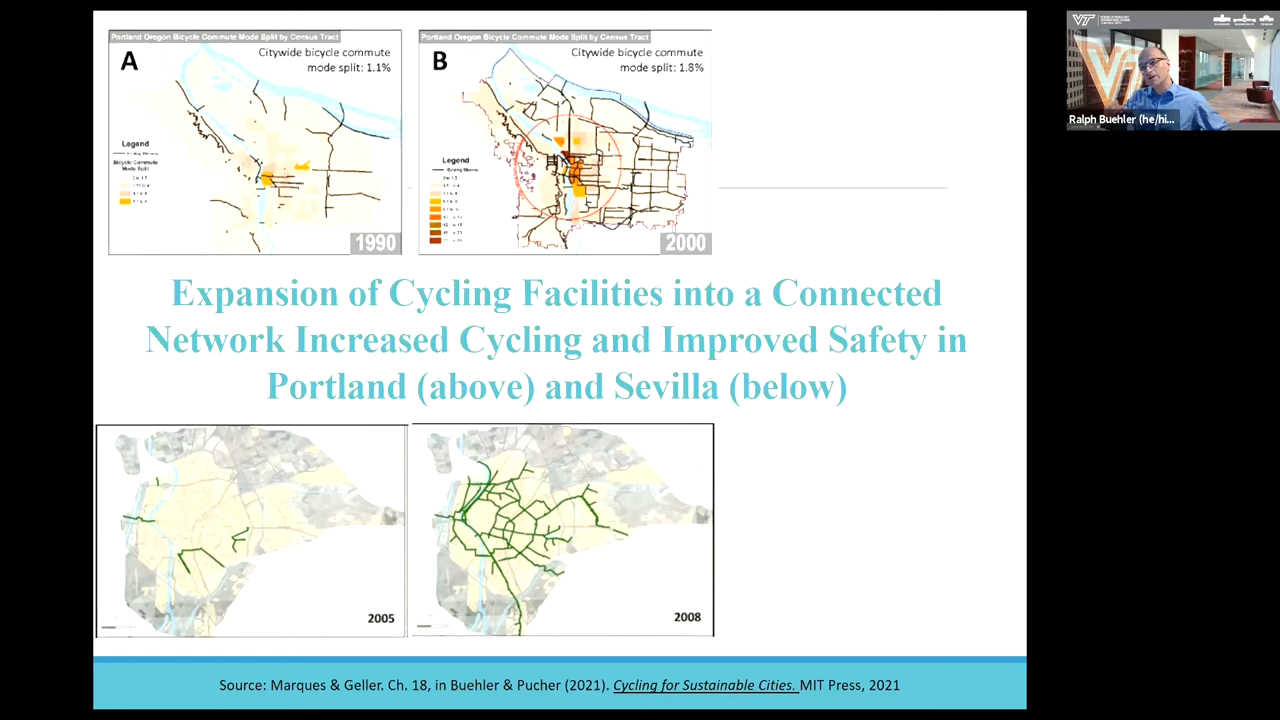 Portland Oregon Bicycle Commute Mode Split by Census Tract
A
Citywide bicycle commute
mode split: 1.1%
Legend
Bicycle Commute
Mode Split
1990
Portland Oregon Bicycle Commute Mode Split by Census Tract
B
Citywide bicycle commute
mode split: 1.8%
Legend
2000
Expansion of Cycling Facilities into a Connected
Network Increased Cycling and Improved Safety in
Portland (above) and Sevilla (below)
2005
2008
Source: Marques & Geller. Ch. 18, in Buehler & Pucher (2021). Cycling for Sustainable Cities. MIT Press, 2021
VT
Ralph Buehler (he/hi...